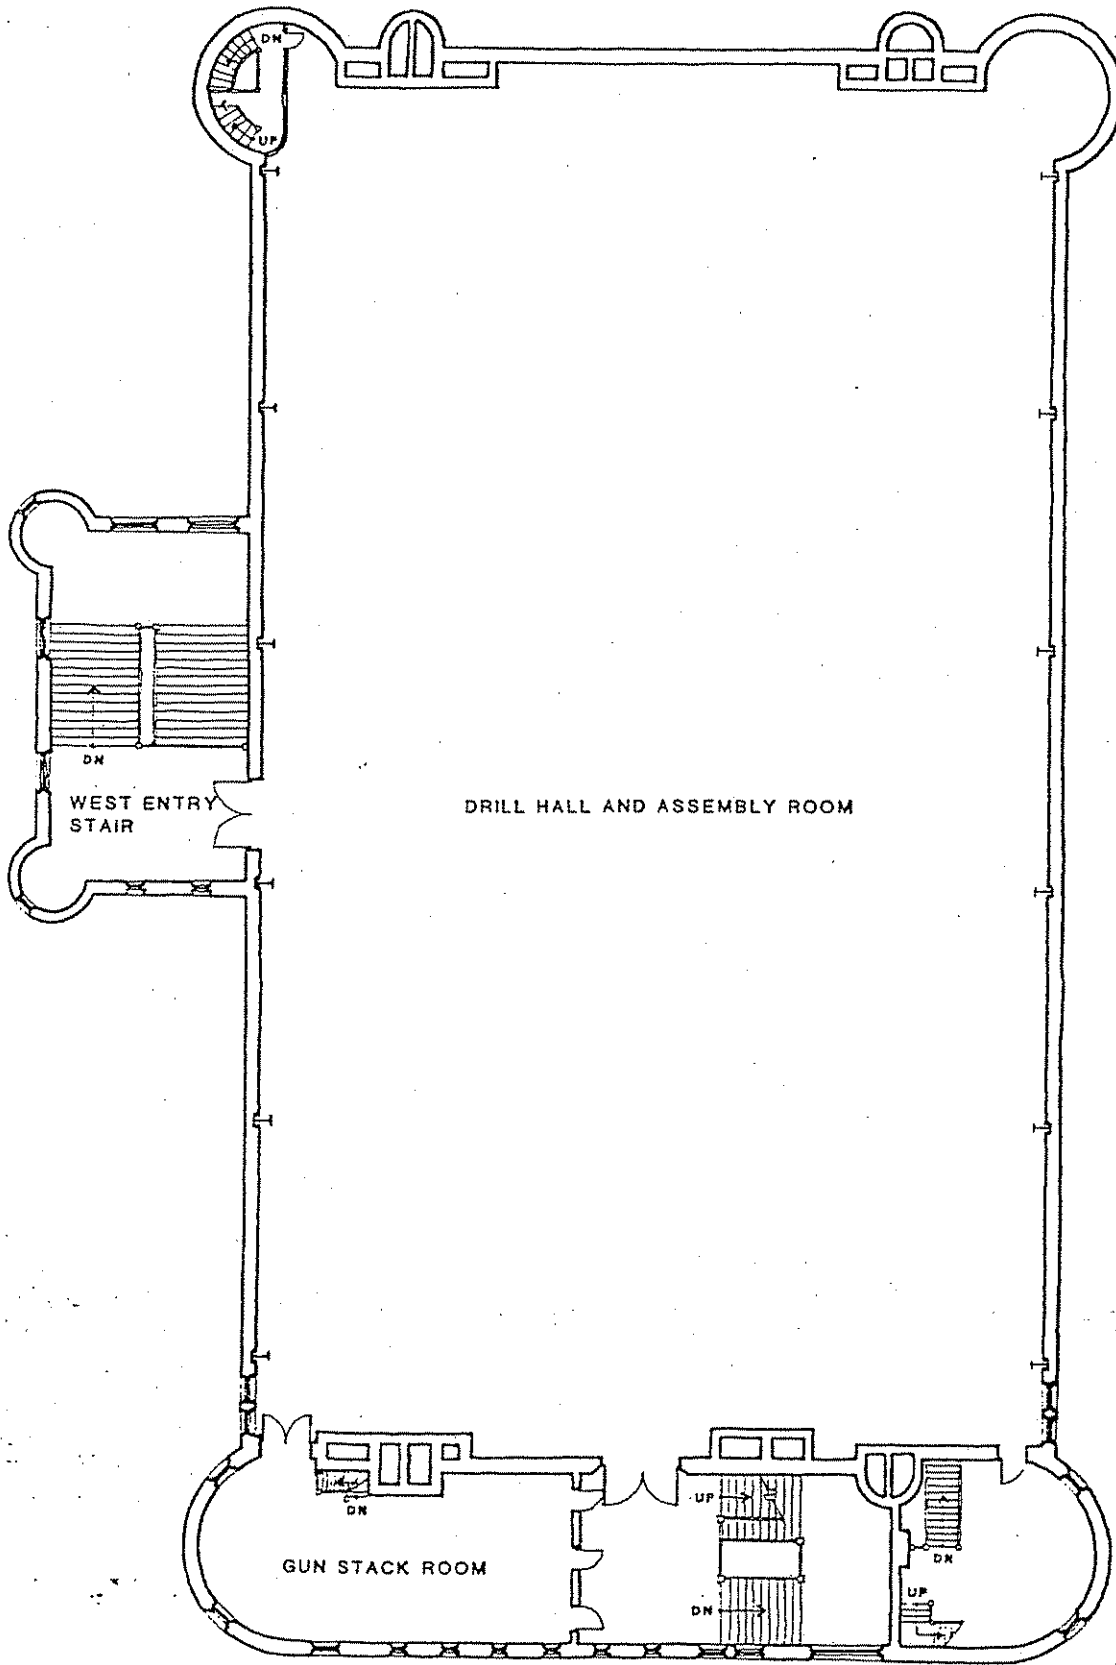 DN
UP
DN
WEST ENTRY
STAIR
DRILL HALL AND ASSEMBLY ROOM
DN
GUN STACK ROOM
UP
DN
DN
UP